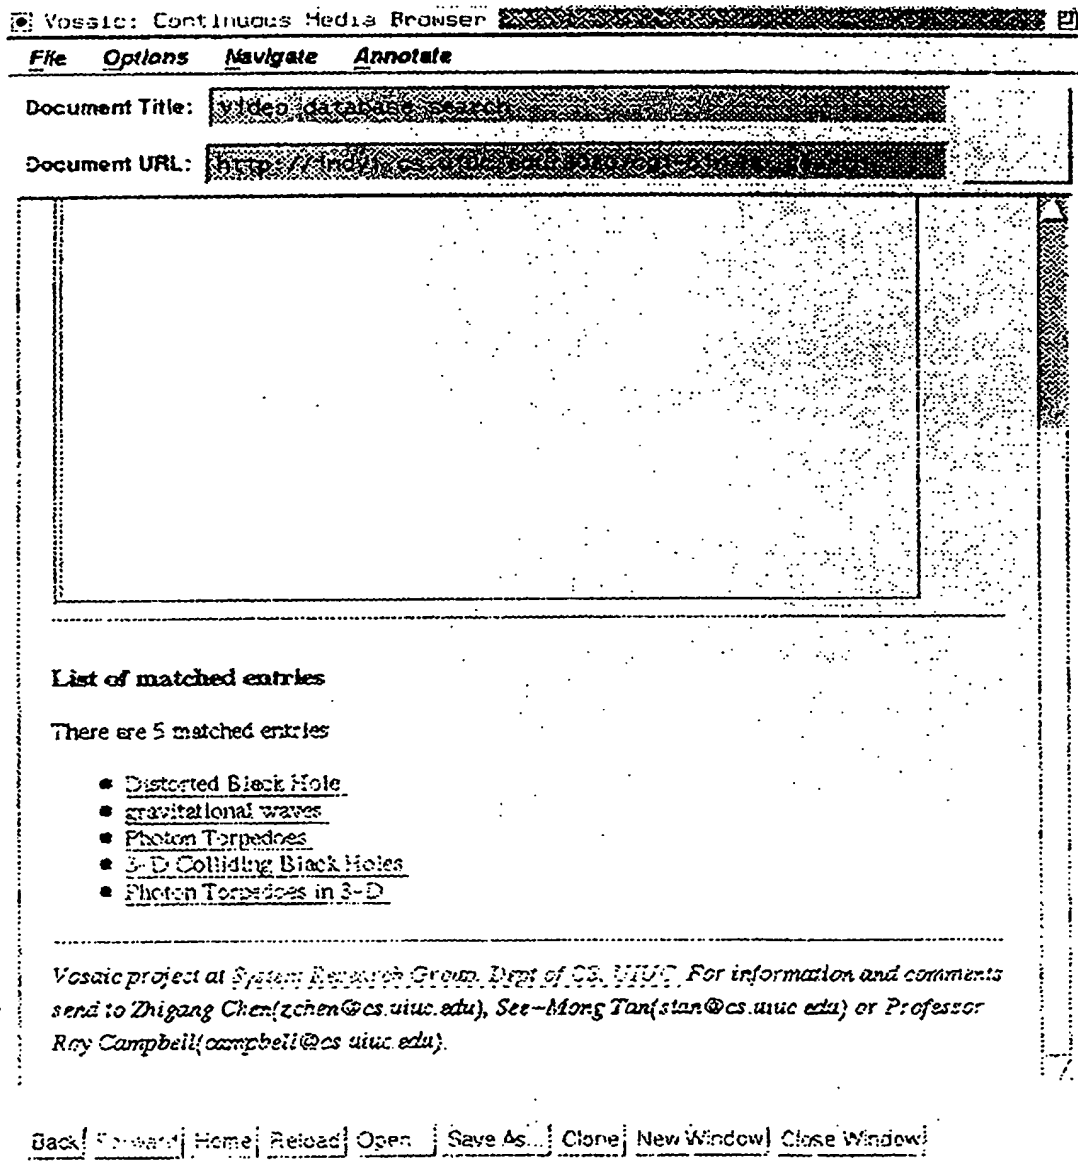 Vosaic: Continuous Media Browser
File Options Navigate Annotate
Document Title: video database search
Document URL:
List of matched entries
There are 5 matched entries
Distorted Black Hole
gravitational waves
Photon Torpedoes
3-D Colliding Black Holes
Photon Torpedoes in 3-D
Vosaic project at System Research Group, Dept of CS, UIUC. For information and comments
send to Zhigang Chen(zchen@cs.uiuc.edu), See-Mong Tan(stan@cs.uiuc.edu) or Professor
Roy Campbell(campbell@cs.uiuc.edu).
Back Forward Home Reload Open... Save As... Clone New Window Close Window